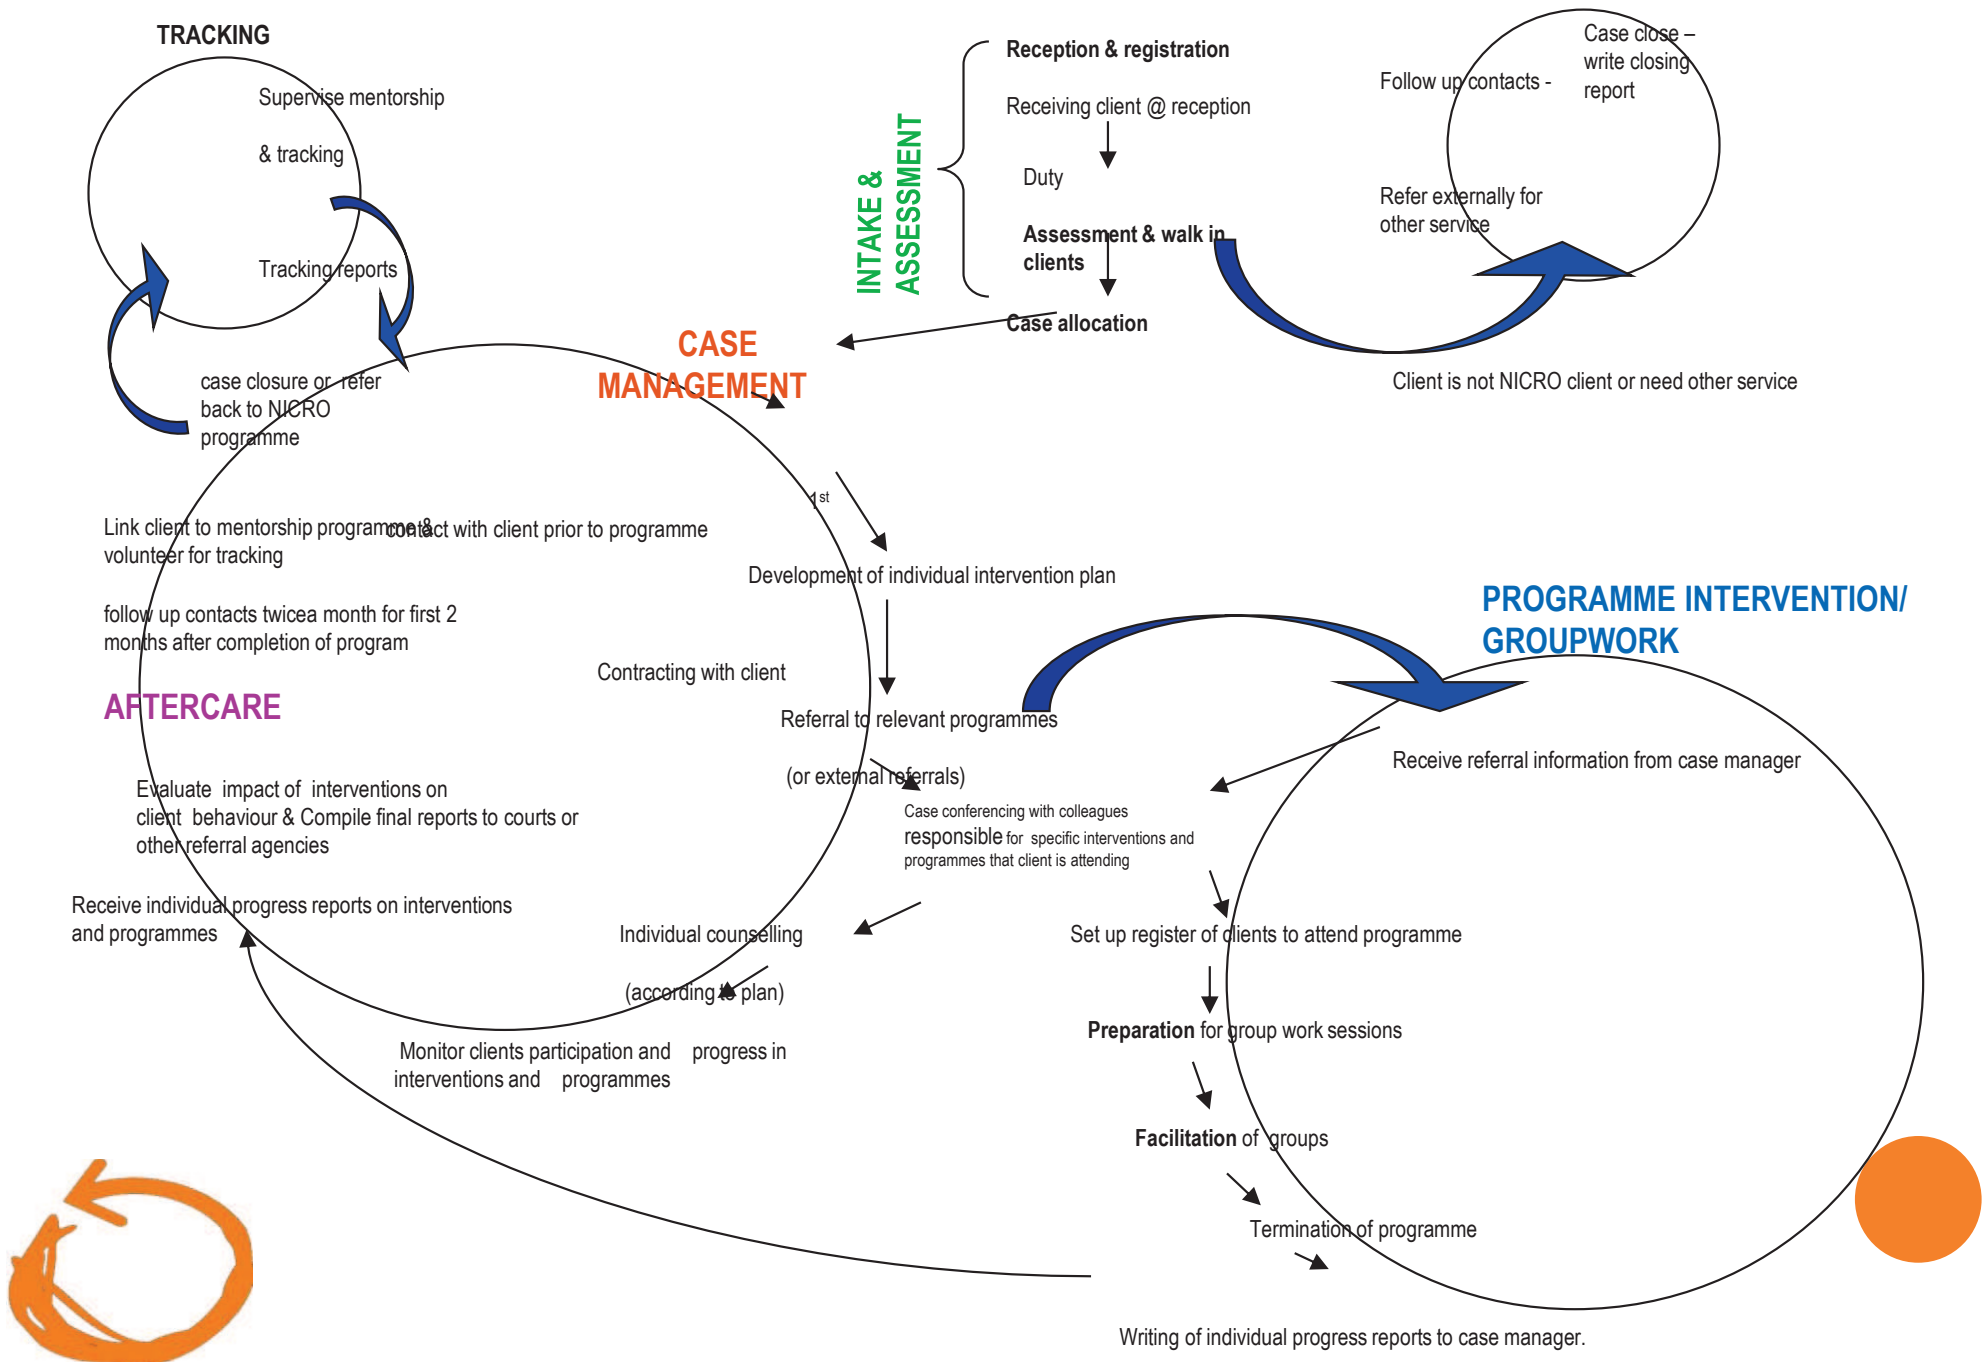 TRACKING
Supervise mentorship
& tracking
Tracking reports
case closure or refer
back to NICRO
programme
INTAKE &
ASSESSMENT
Reception & registration
Receiving client @ reception
Duty
Assessment & walk in
clients
Case allocation
Case close –
write closing
report
Follow up contacts -
Refer externally for
other service
Client is not NICRO client or need other service
CASE
MANAGEMENT
1st
contact with client prior to programme
Development of individual intervention plan
Contracting with client
Referral to relevant programmes
(or external referrals)
Case conferencing with colleagues
responsible for specific interventions and
programmes that client is attending
Individual counselling
(according to plan)
Monitor clients participation and progress in
interventions and programmes
Link client to mentorship programme &
volunteer for tracking
follow up contacts twicea month for first 2
months after completion of program
AFTERCARE
Evaluate impact of interventions on
client behaviour & Compile final reports to courts or
other referral agencies
Receive individual progress reports on interventions
and programmes
PROGRAMME INTERVENTION/
GROUPWORK
Receive referral information from case manager
Set up register of clients to attend programme
Preparation for group work sessions
Facilitation of groups
Termination of programme
Writing of individual progress reports to case manager.